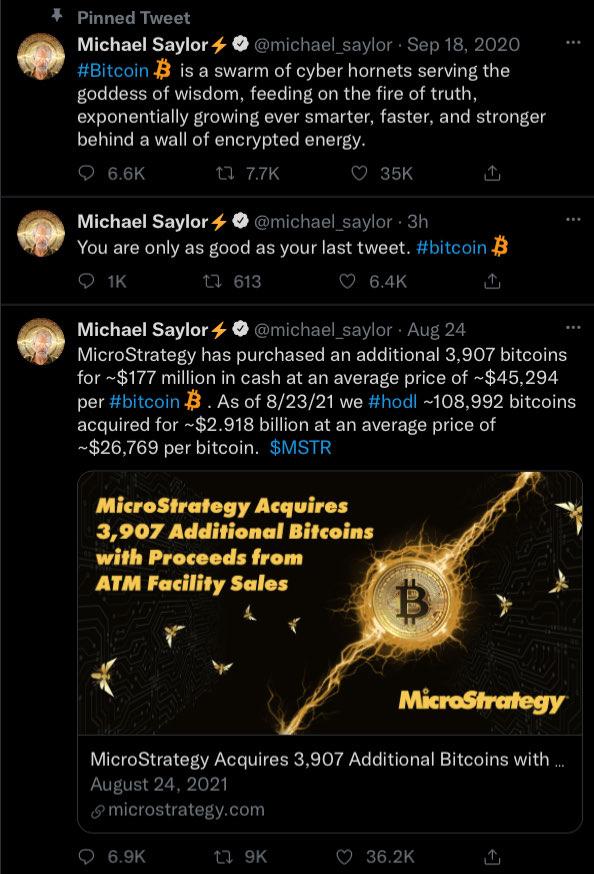 Pinned Tweet
Michael Saylor⚡ @michael_saylor · Sep 18, 2020
#Bitcoin is a swarm of cyber hornets serving the
goddess of wisdom, feeding on the fire of truth,
exponentially growing ever smarter, faster, and stronger
behind a wall of encrypted energy.
6.6K 7.7K 35K
Michael Saylor⚡ @michael_saylor · 3h
You are only as good as your last tweet. #bitcoin
1K 613 6.4K
Michael Saylor⚡ @michael_saylor · Aug 24
MicroStrategy has purchased an additional 3,907 bitcoins
for ~$177 million in cash at an average price of ~$45,294
per #bitcoin . As of 8/23/21 we #hodl ~108,992 bitcoins
acquired for ~$2.918 billion at an average price of
~$26,769 per bitcoin. $MSTR
MicroStrategy Acquires
3,907 Additional Bitcoins
with Proceeds from
ATM Facility Sales
MicroStrategy
MicroStrategy Acquires 3,907 Additional Bitcoins with ...
August 24, 2021
microstrategy.com
6.9K 9K 36.2K